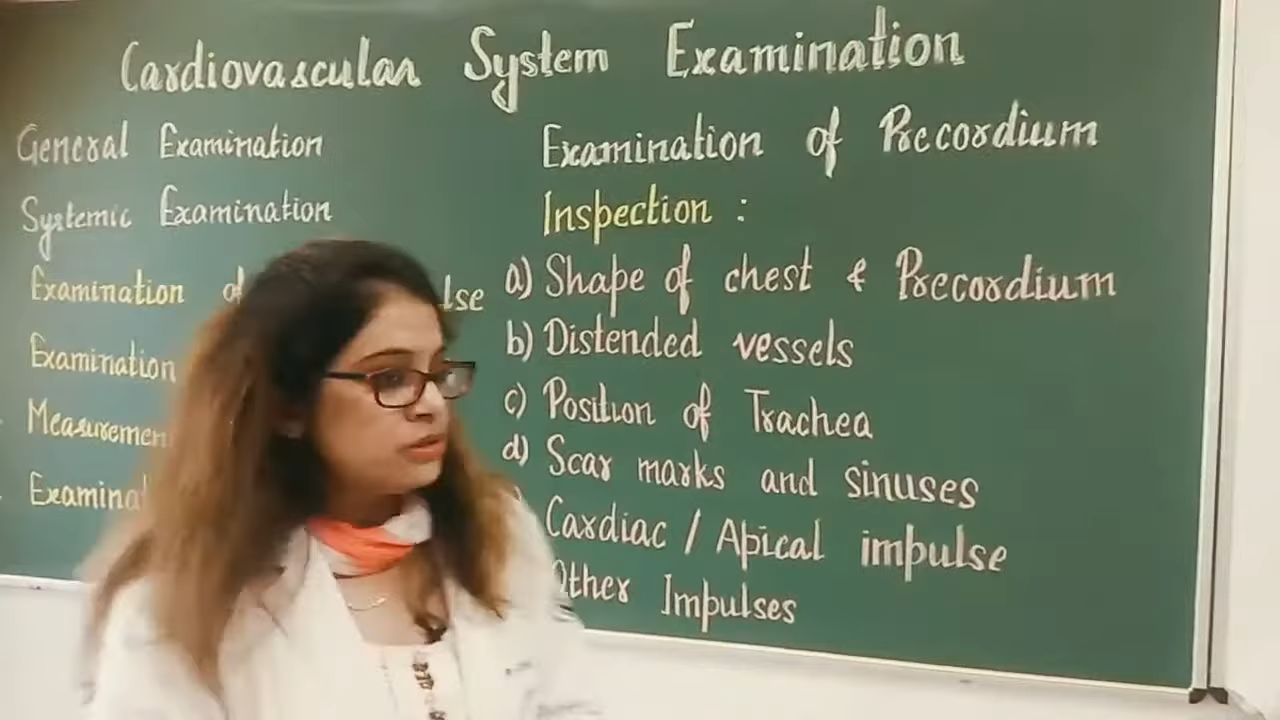 Cardiovascular System Examination
General Examination
Systemic Examination
Examination
Examination
Examination of Precordium
Inspection :
a) Shape of chest & Precordium
b) Distended vessels
c) Position of Trachea
d) Scar marks and sinuses
Cardiac / Apical impulse
Other Impulses